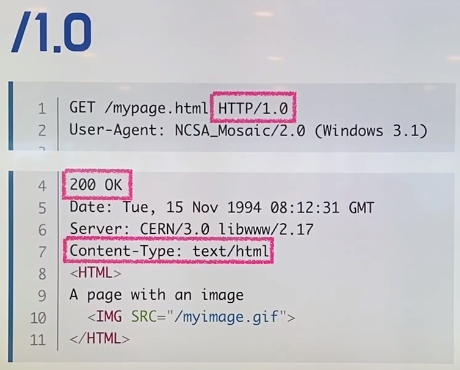 /1.0
1 GET /mypage.html HTTP/1.0
2 User-Agent: NCSA_Mosaic/2.0 (Windows 3.1)
4 200 OK
5 Date: Tue, 15 Nov 1994 08:12:31 GMT
6 Server: CERN/3.0 libwww/2.17
7 Content-Type: text/html
8 <HTML>
9 A page with an image
10 <IMG SRC="/myimage.gif">
11 </HTML>